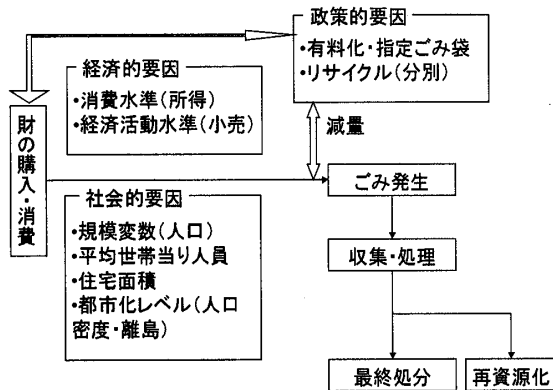 政策的要因
・有料化・指定ごみ袋
・リサイクル(分別)
経済的要因
・消費水準(所得)
・経済活動水準(小売)
財の購入・消費
減量
ごみ発生
社会的要因
・規模変数(人口)
・平均世帯当り人員
・住宅面積
・都市化レベル(人口
密度・離島)
収集・処理
最終処分
再資源化